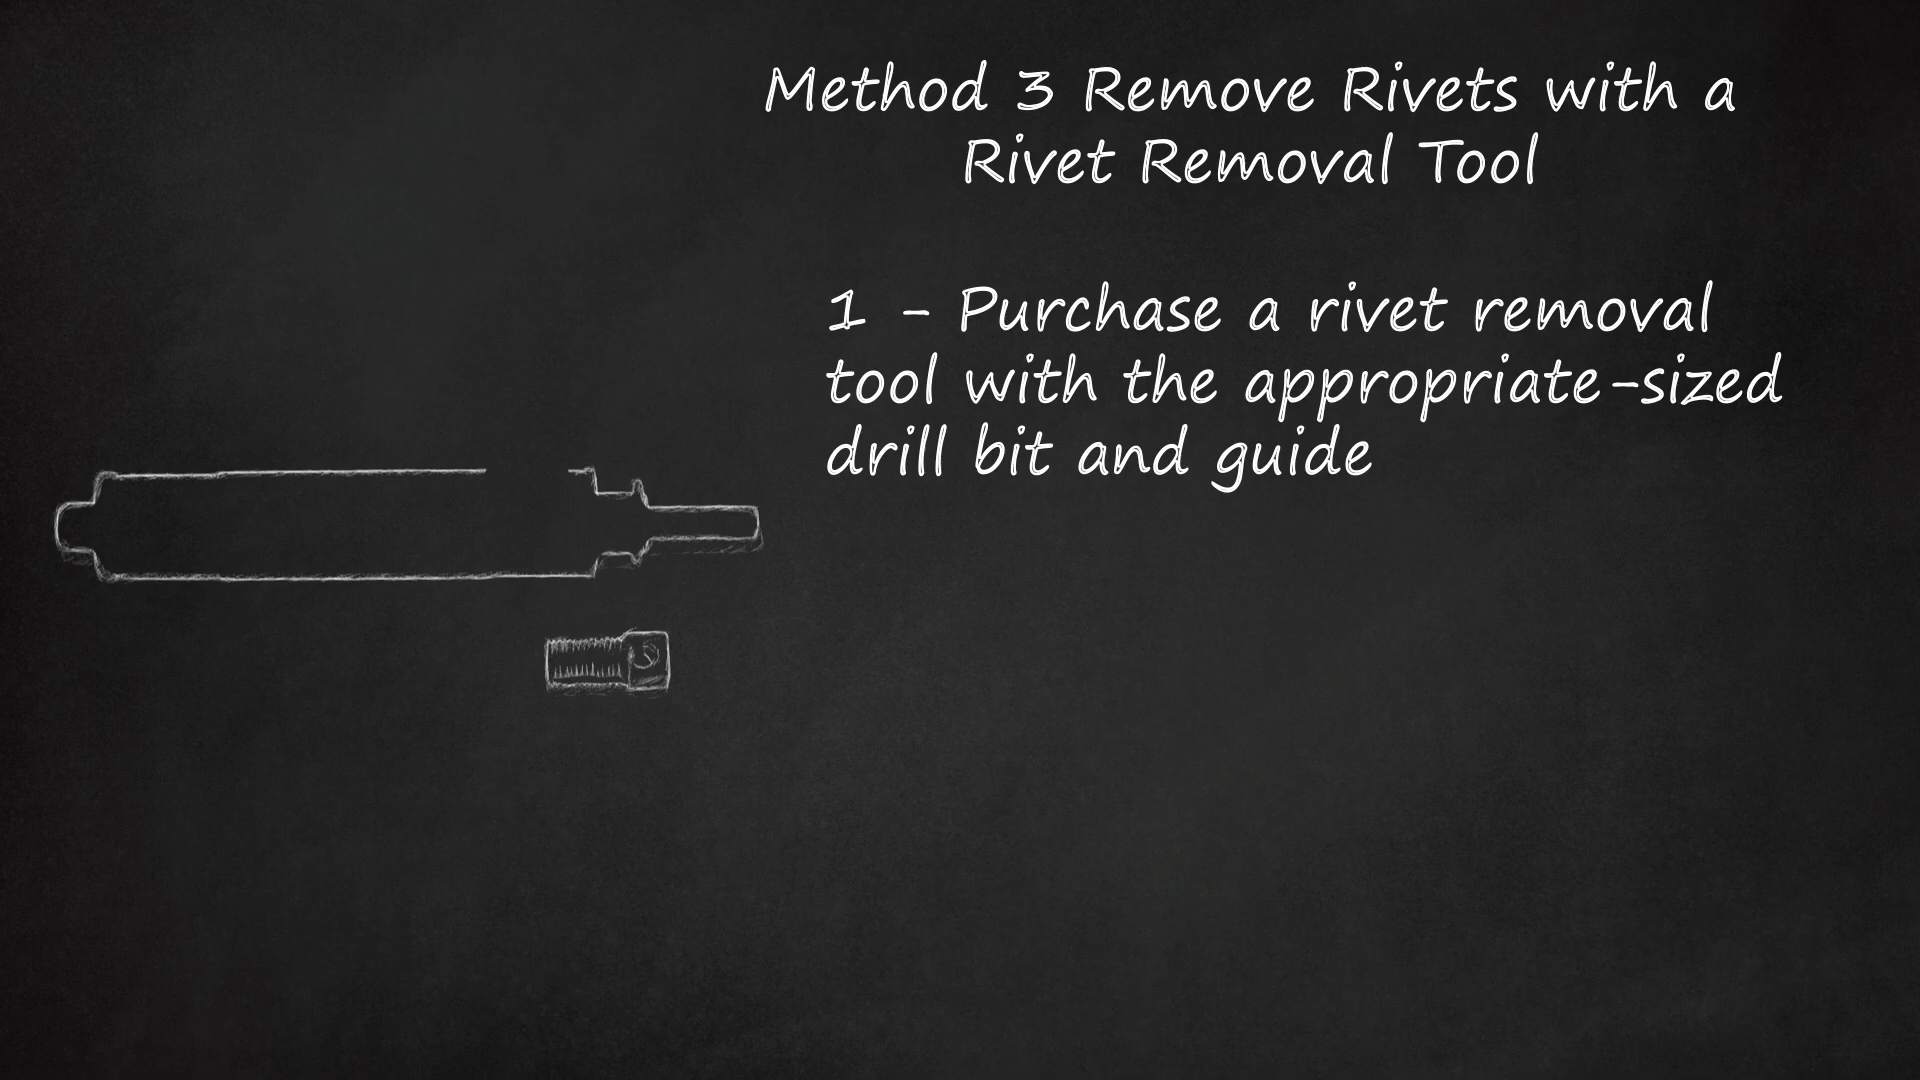 Method 3 Remove Rivets with a
Rivet Removal Tool
1 - Purchase a rivet removal
tool with the appropriate-sized
drill bit and guide